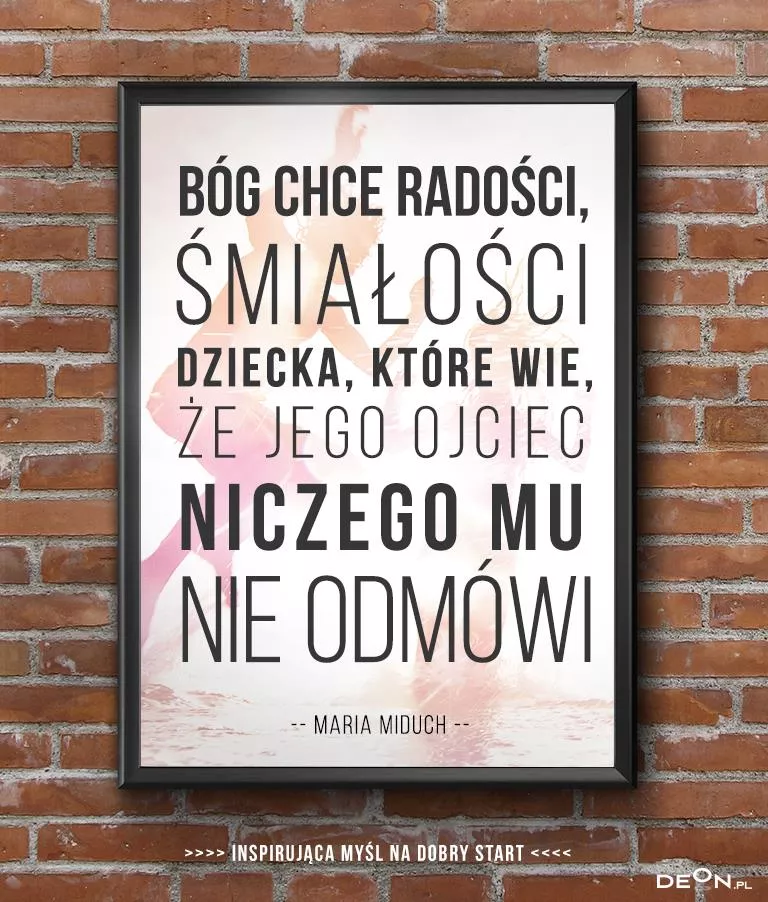 BÓG CHCE RADOŚCI,
ŚMIAŁOŚCI
DZIECKA, KTÓRE WIE,
ŻE JEGO OJCIEC
NICZEGO MU
NIE ODMÓWI
-- MARIA MIDUCH --
>>>> INSPIRUJĄCA MYŚL NA DOBRY START <<<<
DEON.PL